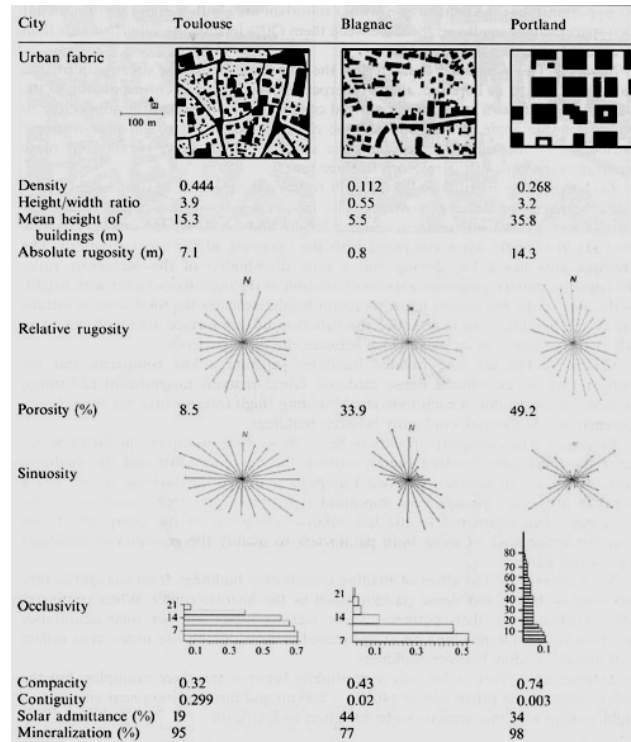 City Toulouse Blagnac Portland
Urban fabric
100 m
Density 0.444 0.112 0.268
Height/width ratio 3.9 0.55 3.2
Mean height of 15.3 5.5 35.8
buildings (m)
Absolute rugosity (m) 7.1 0.8 14.3
N
Relative rugosity
Porosity (%) 8.5 33.9 49.2
N N
Sinuosity
80
70
60
50
40
30
20
10
Occlusivity
21 21
14 14
7 7
0.1 0.3 0.5 0.7 0.1 0.3 0.5 0.1
Compacity 0.32 0.43 0.74
Contiguity 0.299 0.02 0.003
Solar admittance (%) 19 44 34
Mineralization (%) 95 77 98